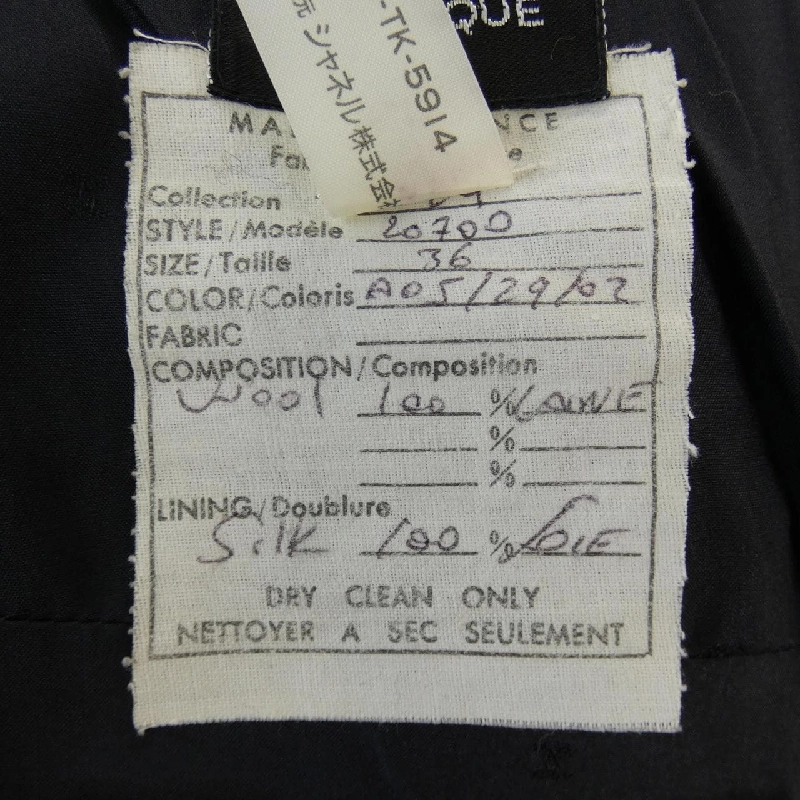 QUE
-TK-5914
元 シャネル株式会
MA NCE
Fa e
Collection
STYLE/Modèle 20700
SIZE/Taille 36
COLOR/Coloris A05/29/02
FABRIC
COMPOSITION/Composition
Wool 100 % LAINE
%
%
LINING/Doublure
Silk 100 % SOIE
DRY CLEAN ONLY
NETTOYER A SEC SEULEMENT